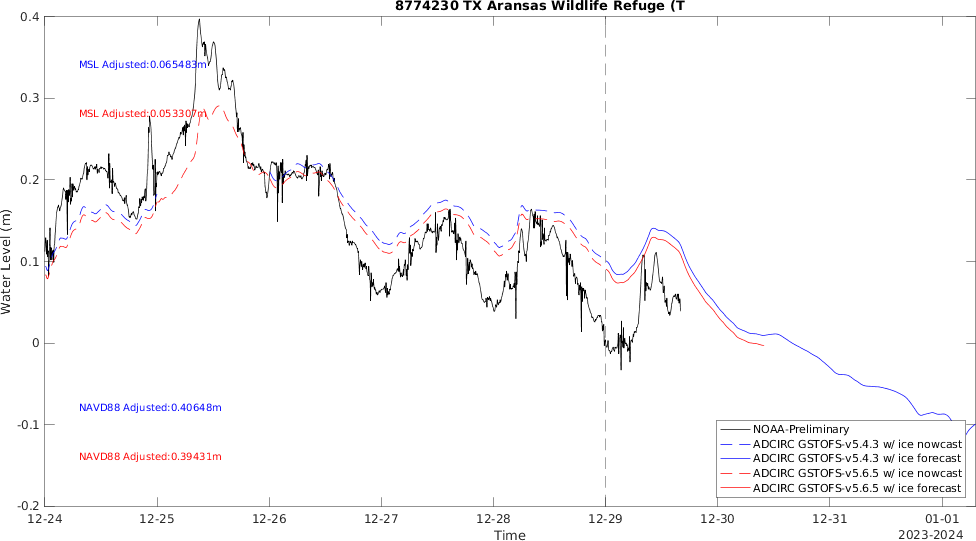 8774230 TX Aransas Wildlife Refuge (T
0.4
0.3
0.2
0.1
0
-0.1
-0.2
Water Level (m)
MSL Adjusted:0.065483m
MSL Adjusted:0.053307m
NAVD88 Adjusted:0.40648m
NAVD88 Adjusted:0.39431m
NOAA-Preliminary
ADCIRC GSTOFS-v5.4.3 w/ ice nowcast
ADCIRC GSTOFS-v5.4.3 w/ ice forecast
ADCIRC GSTOFS-v5.6.5 w/ ice nowcast
ADCIRC GSTOFS-v5.6.5 w/ ice forecast
12-24 12-25 12-26 12-27 12-28 12-29 12-30 12-31 01-01
Time
2023-2024